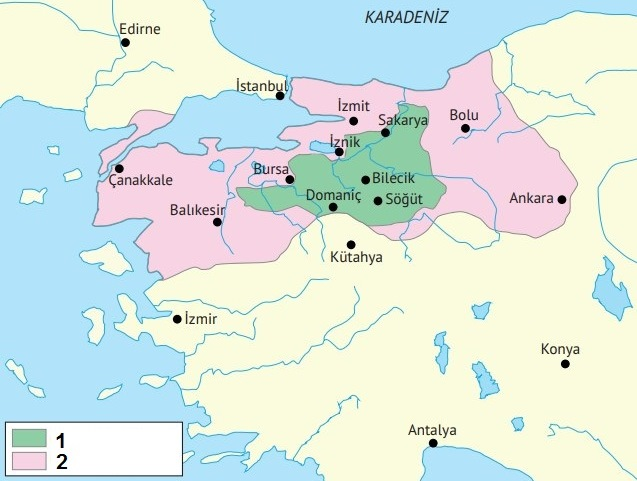 KARADENİZ
Edirne
İstanbul
İzmit
Sakarya
Bolu
İznik
Bursa
Bilecik
Çanakkale
Domaniç
Söğüt
Ankara
Balıkesir
Kütahya
İzmir
Konya
Antalya
1
2